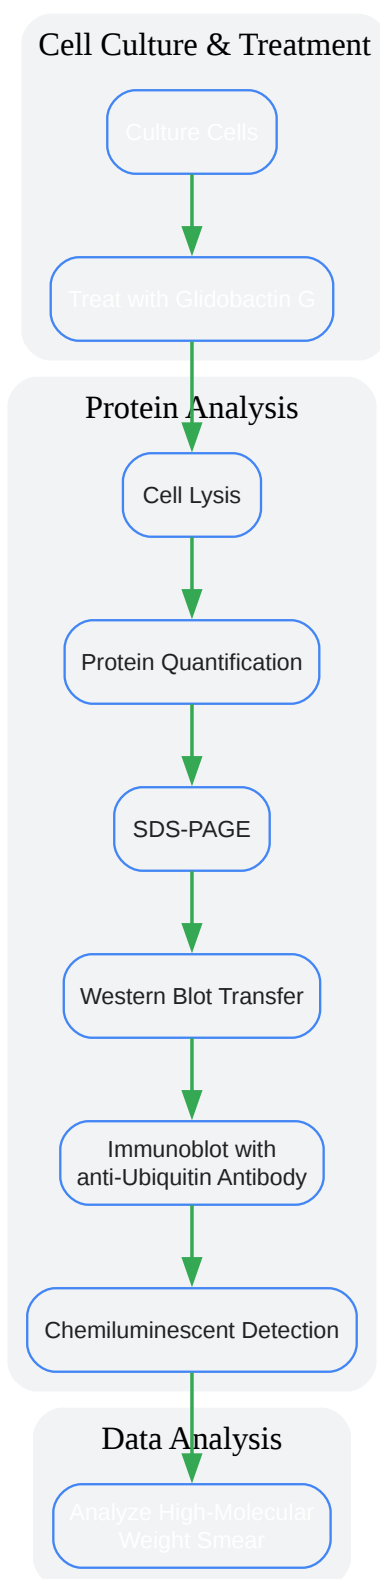 Cell Culture & Treatment
Culture Cells
Treat with Glidobactin G
Protein Analysis
Cell Lysis
Protein Quantification
SDS-PAGE
Western Blot Transfer
Immunoblot with
anti-Ubiquitin Antibody
Chemiluminescent Detection
Data Analysis
Analyze High-Molecular
Weight Smear